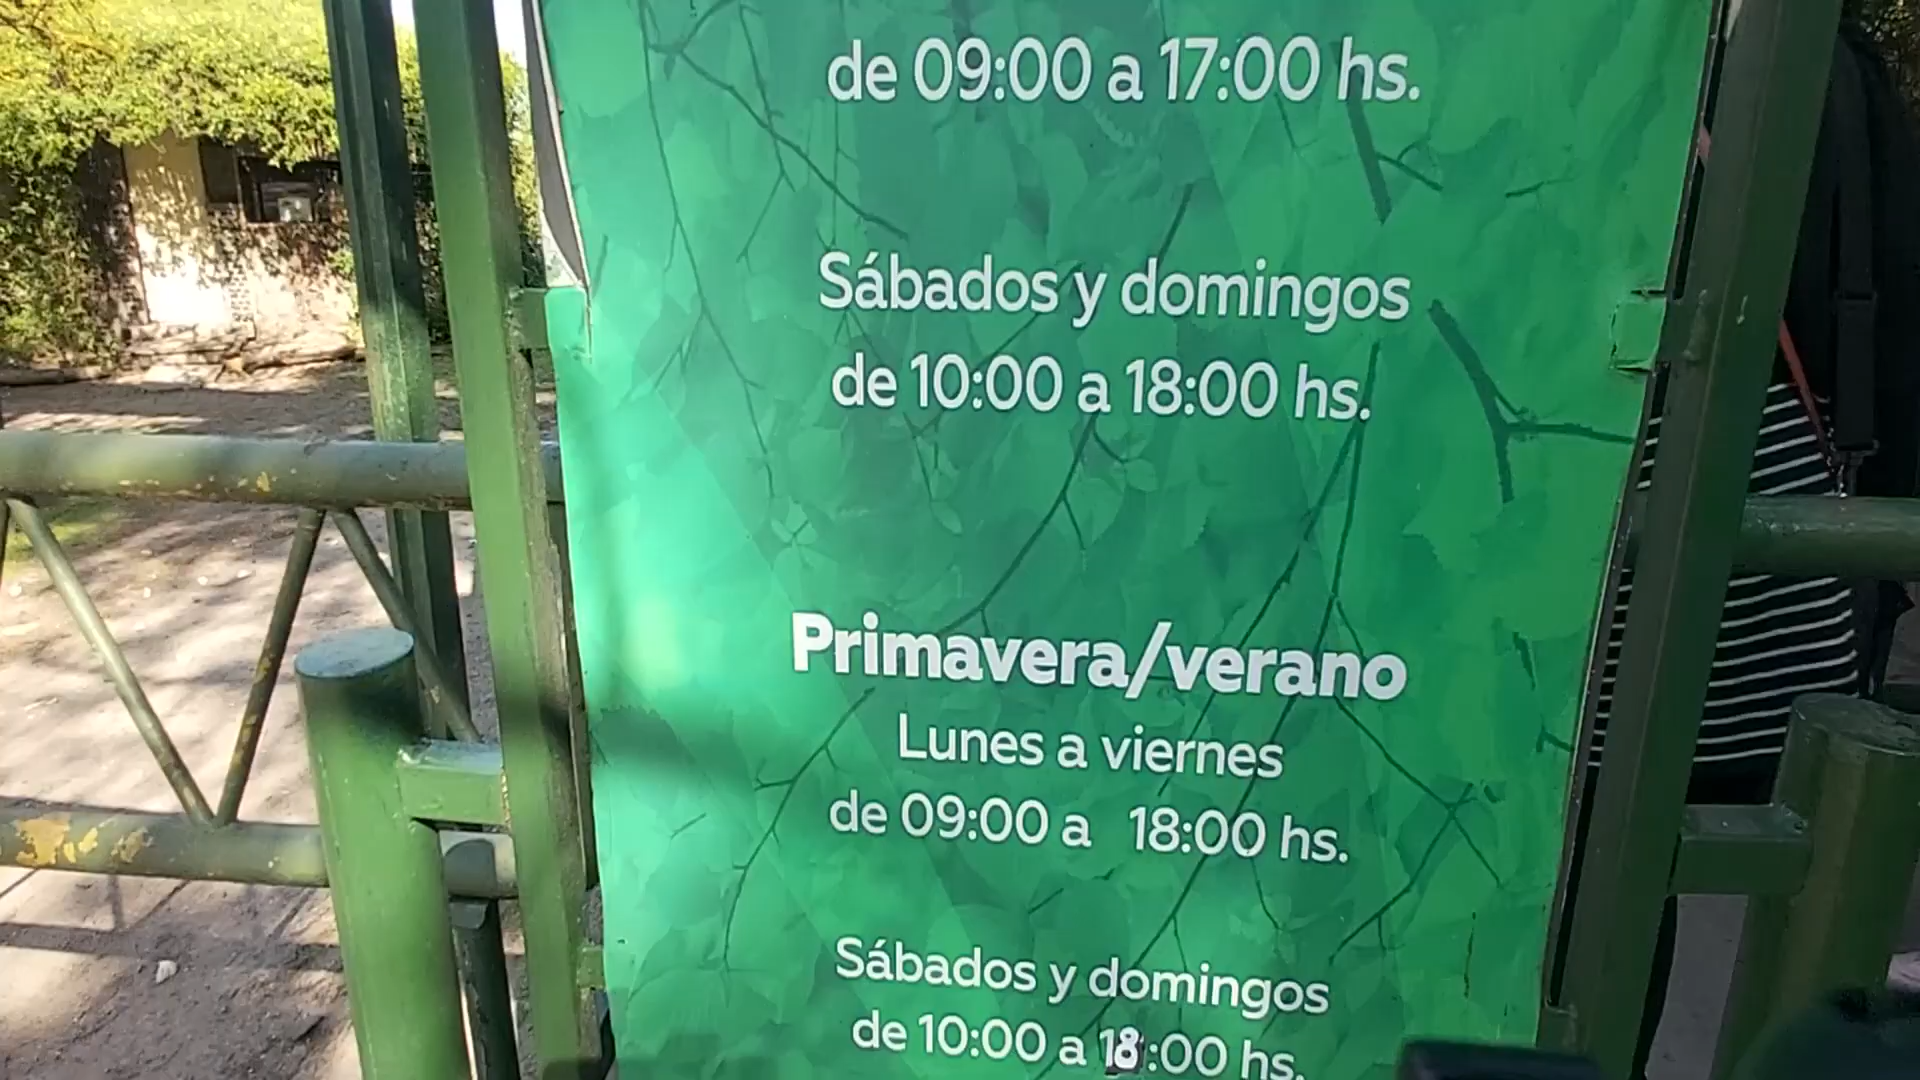 de 09:00 a 17:00 hs.
Sábados y domingos
de 10:00 a 18:00 hs.
Primavera/verano
Lunes a viernes
de 09:00 a 18:00 hs.
Sábados y domingos
de 10:00 a 18:00 hs.